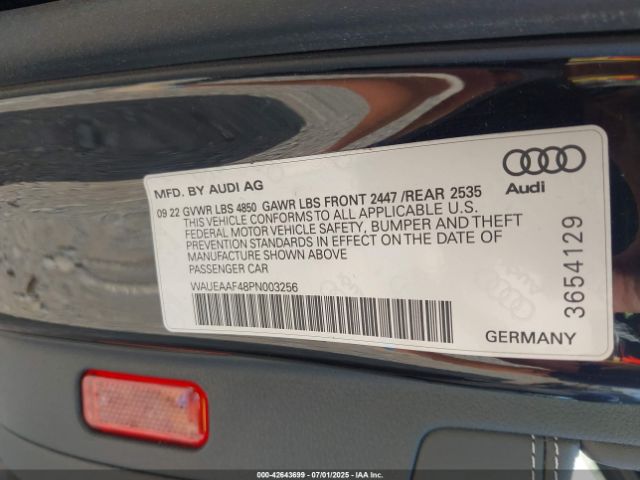 MFD. BY AUDI AG
09 22 GVWR LBS 4850 GAWR LBS FRONT 2447 /REAR 2535
THIS VEHICLE CONFORMS TO ALL APPLICABLE U.S.
FEDERAL MOTOR VEHICLE SAFETY, BUMPER AND THEFT
PREVENTION STANDARDS IN EFFECT ON THE DATE OF
MANUFACTURE SHOWN ABOVE
PASSENGER CAR
WAUEAAF48PN003256
Audi
3654129
GERMANY
000-42643699 07/01/2025 IAA Inc.